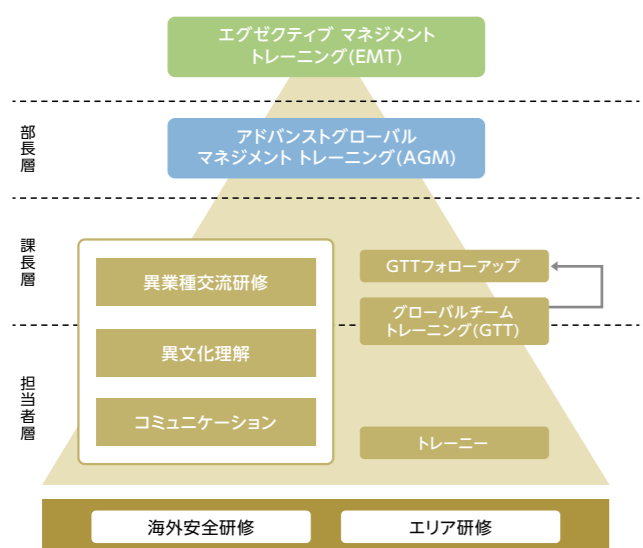 エグゼクティブ マネジメント
トレーニング(EMT)
部長層
アドバンストグローバル
マネジメント トレーニング(AGM)
課長層
異業種交流研修
GTTフォローアップ
グローバルチーム
トレーニング(GTT)
担当者層
異文化理解
コミュニケーション
トレーニー
海外安全研修
エリア研修